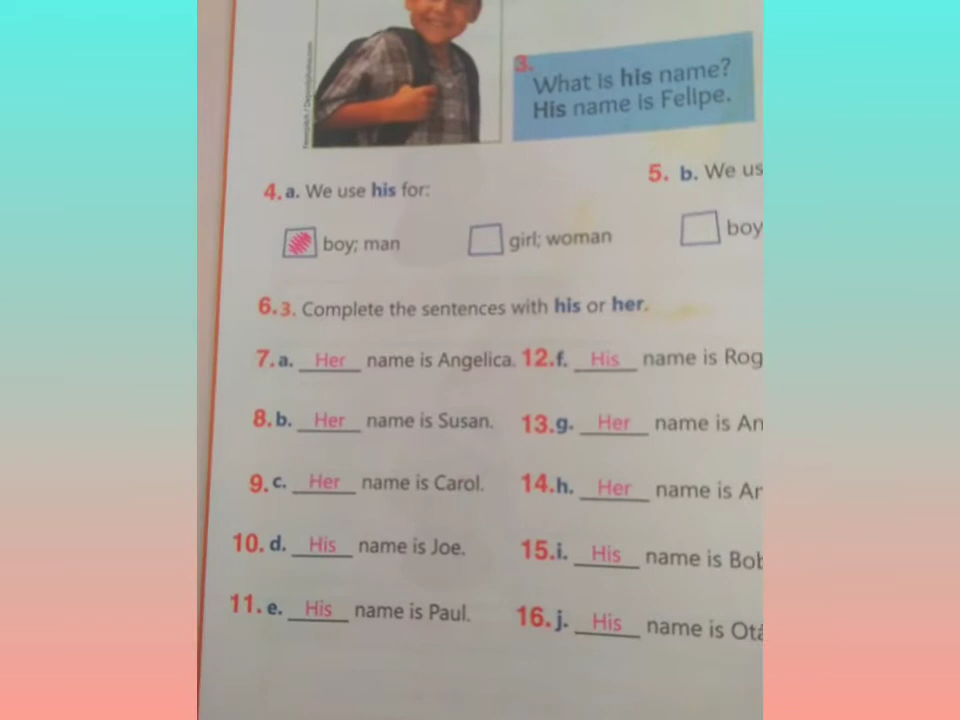 3.
What is his name?
His name is Felipe.
4. a. We use his for:
boy; man
girl; woman
5. b. We us
boy
6. 3. Complete the sentences with his or her.
7. a. Her name is Angelica.
8. b. Her name is Susan.
9. c. Her name is Carol.
10. d. His name is Joe.
11. e. His name is Paul.
12. f. His name is Rog
13. g. Her name is An
14. h. Her name is
15. i. His name is Bob
16. j. His name is Otá